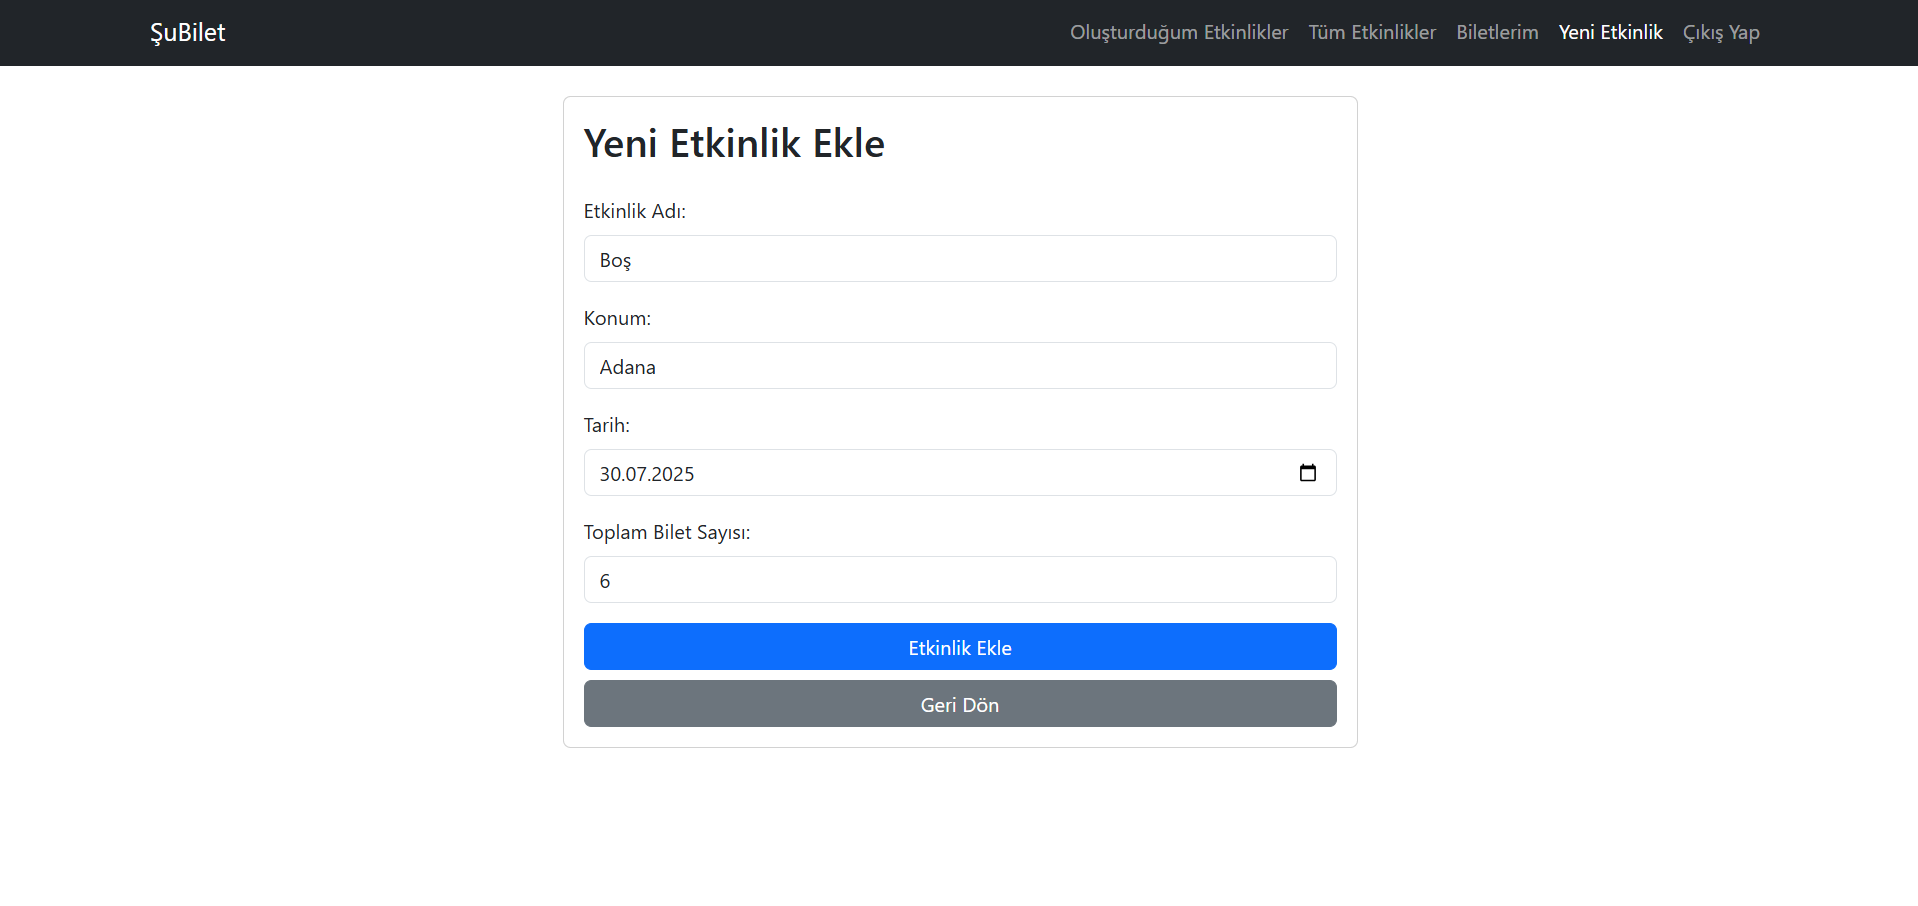 ŞuBilet
Oluşturduğum Etkinlikler Tüm Etkinlikler Biletlerim Yeni Etkinlik Çıkış Yap
Yeni Etkinlik Ekle
Etkinlik Adı:
Boş
Konum:
Adana
Tarih:
30.07.2025
Toplam Bilet Sayısı:
6
Etkinlik Ekle
Geri Dön